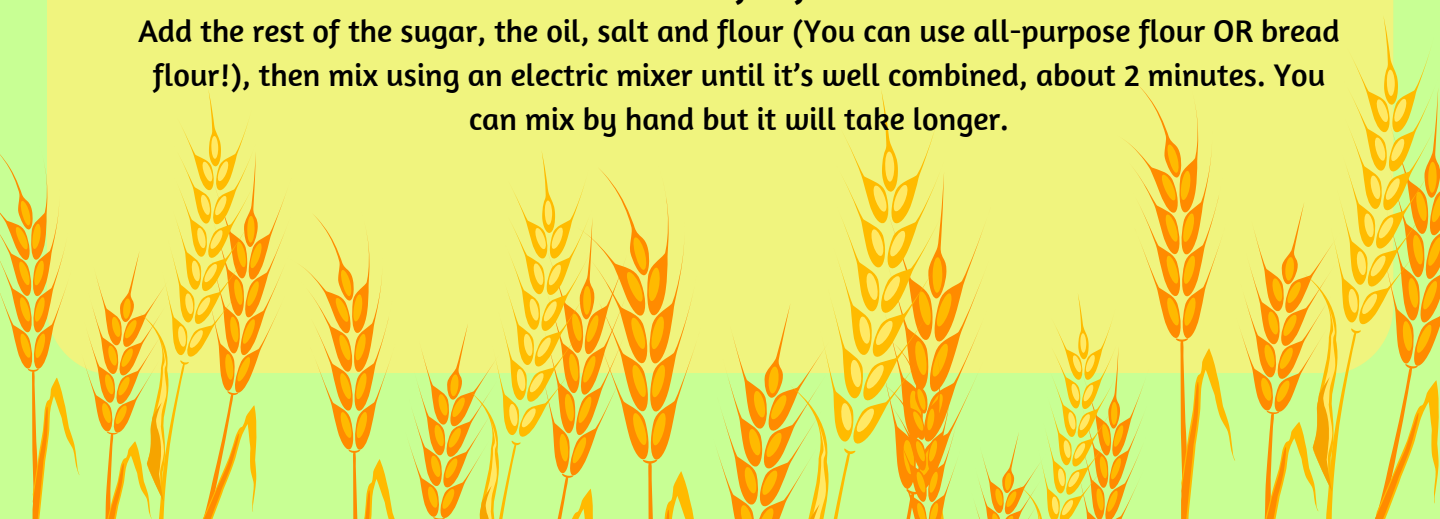 Add the rest of the sugar, the oil, salt and flour (You can use all-purpose flour OR bread
flour!), then mix using an electric mixer until it’s well combined, about 2 minutes. You
can mix by hand but it will take longer.